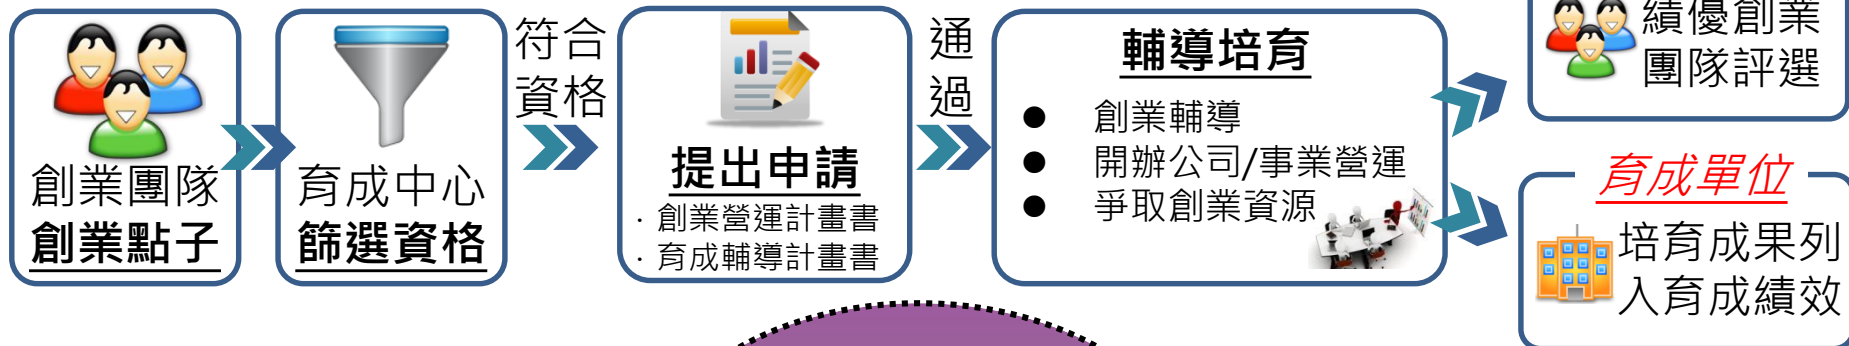 創業團隊
創業點子
育成中心
篩選資格
符合
資格
提出申請
· 創業營運計畫書
· 育成輔導計畫書
通
過
輔導培育
● 創業輔導
● 開辦公司/事業營運
● 爭取創業資源
績優創業
團隊評選
育成單位
培育成果列
入育成績效